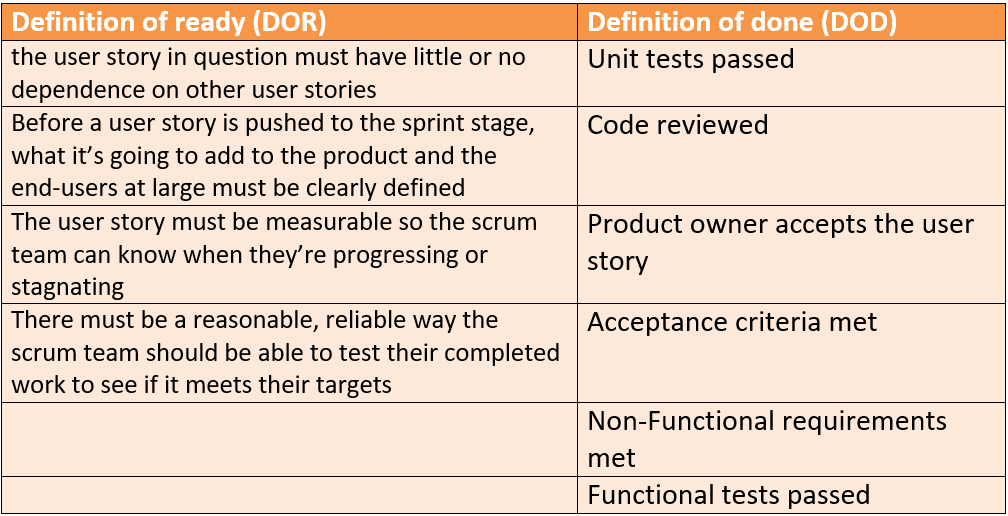 Definition of ready (DOR)
Definition of done (DOD)
the user story in question must have little or no
dependence on other user stories
Unit tests passed
Before a user story is pushed to the sprint stage,
what it’s going to add to the product and the
end-users at large must be clearly defined
Code reviewed
The user story must be measurable so the scrum
team can know when they’re progressing or
stagnating
Product owner accepts the user
story
There must be a reasonable, reliable way the
scrum team should be able to test their completed
work to see if it meets their targets
Acceptance criteria met
Non-Functional requirements
met
Functional tests passed